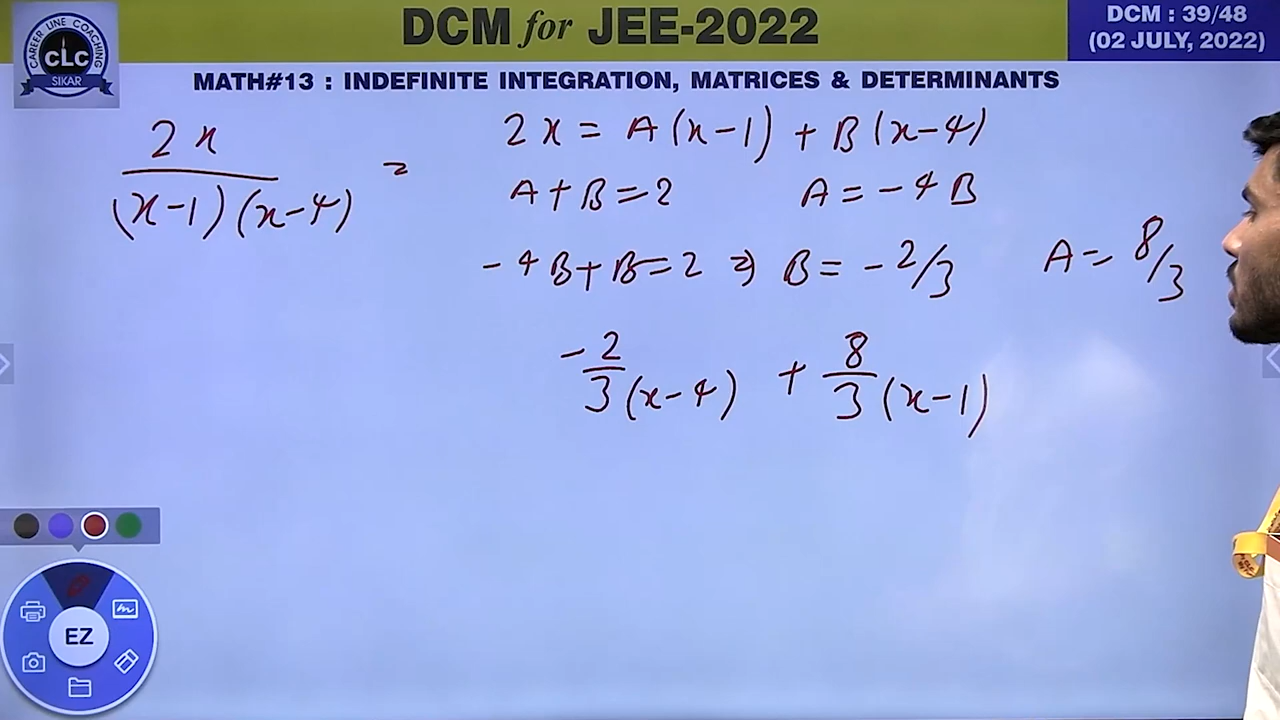 DCM for JEE-2022
DCM : 39/48
(02 JULY, 2022)
CAREER LINE COACHING
CLC
SIKAR
MATH#13 : INDEFINITE INTEGRATION, MATRICES & DETERMINANTS
2x / (x-1)(x-4) =
2x = A(x-1) + B(x-4)
A+B=2 A=-4B
-4B+B=2 ⇒ B=-2/3 A=8/3
-2/3(x-4) + 8/3(x-1)
EZ